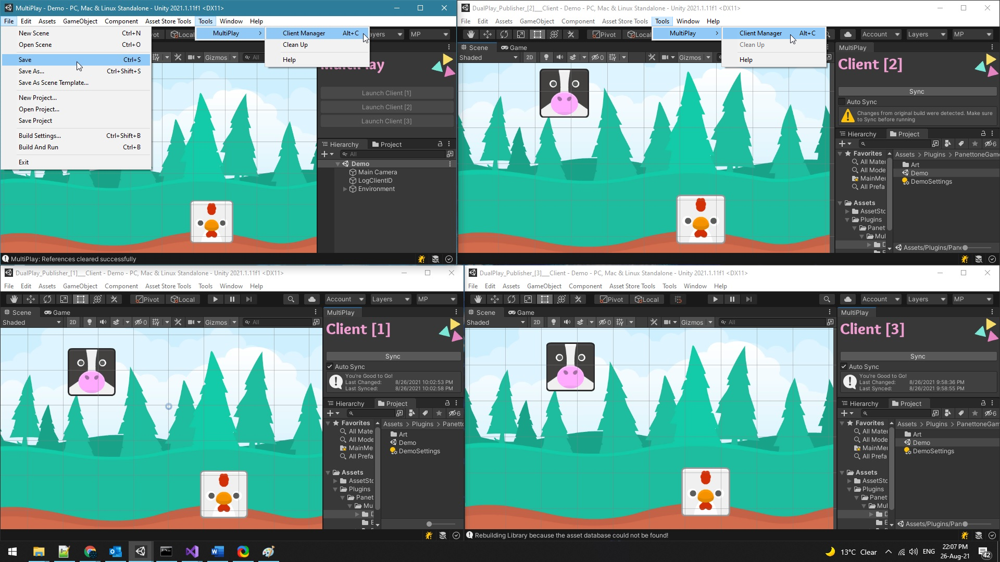 MultiPlay - Demo - PC, Mac & Linux Standalone - Unity 2021.1.11f1 <DX11>
File Edit Assets GameObject Component Asset Store Tools Tools Window Help
New Scene Ctrl+N
Open Scene Ctrl+O
Save Ctrl+S
Save As... Ctrl+Shift+S
Save As Scene Template...
New Project...
Open Project...
Save Project
Build Settings... Ctrl+Shift+B
Build And Run Ctrl+B
Exit
MultiPlay
Client Manager Alt+C
Clean Up
Help
Local
MP
Gizmos All
MultiPlay
Launch Client [1]
Launch Client [2]
Launch Client [3]
Hierarchy Project
All
Demo
Main Camera
LogClientID
Environment
MultiPlay: References cleared successfully
DualPlay_Publisher_[2]___Client - Demo - PC, Mac & Linux Standalone - Unity 2021.1.11f1 <DX11>
File Edit Assets GameObject Component Asset Store Tools Tools Window Help
MultiPlay
Client Manager Alt+C
Clean Up
Help
Pivot Local
Account Layers MP
Scene Game
Shaded 2D 0 Gizmos
MultiPlay
Client [2]
Sync
Auto Sync
Changes from original build were detected. Make sure
to Sync before running
Hierarchy Project
6
Favorites
All Mater
All Mode
MainMer
All Prefa
Assets
AssetStc
Plugins
Panet
Mul
Assets Plugins PanettoneGame
Art
Demo
DemoSettings
Assets/Plugins/Pane
DualPlay_Publisher_[1]___Client - Demo - PC, Mac & Linux Standalone - Unity 2021.1.11f1 <DX11>
File Edit Assets GameObject Component Asset Store Tools Tools Window Help
Pivot Local Account Layers MP
Scene Game
Shaded 2D 0 Gizmos All
MultiPlay
Client [1]
Sync
Auto Sync
You're Good to Go!
Last Changed: 8/26/2021 10:02:53 PM
Last Synced: 8/26/2021 10:02:58 PM
Hierarchy Project
6
Favorites
All Mate
All Mode
MainMe
All Prefa
Assets
AssetSt
Plugins
Panet
Mu
Assets Plugins Panetto
Art
Demo
DemoSettings
DualPlay_Publisher_[3]___Client - Demo - PC, Mac & Linux Standalone - Unity 2021.1.11f1 <DX11>
File Edit Assets GameObject Component Asset Store Tools Tools Window Help
Pivot Local Account Layers MP
Scene Game
Shaded 2D 0 Gizmos All
MultiPlay
Client [3]
Sync
Auto Sync
You're Good to Go!
Last Changed: 8/26/2021 9:58:36 PM
Last Synced: 8/26/2021 9:58:55 PM
Hierarchy Project
6
Favorites
All Mater
All Mode
MainMer
All Prefa
Assets
AssetStc
Plugins
Panet
Mul
Assets Plugins PanettoneGam
Art
Demo
DemoSettings
Assets/Plugins/Pan
Rebuilding Library because the asset database could not be found!
13°C Clear
ENG
22:07 PM
26-Aug-21
42